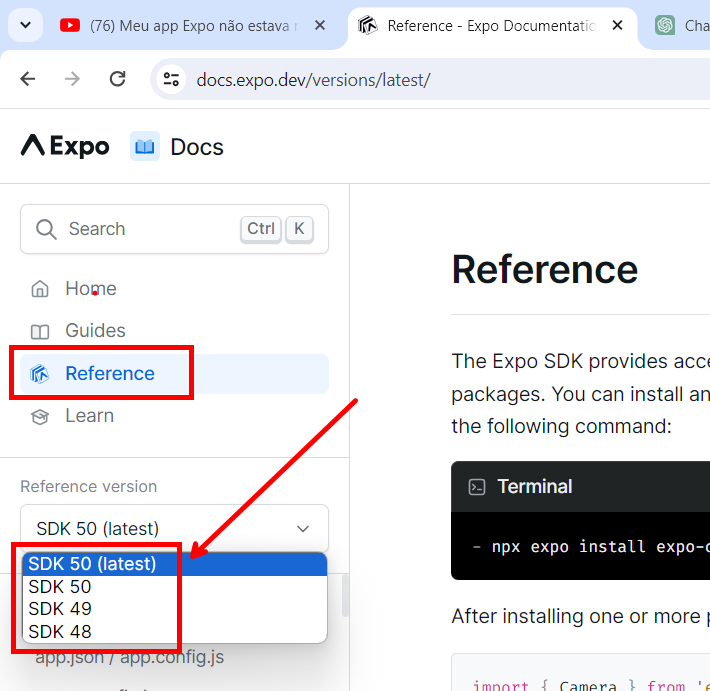 (76) Meu app Expo não estava
Reference - Expo Documentatio
Cha
docs.expo.dev/versions/latest/
Expo Docs
Search Ctrl K
Home
Guides
Reference
Learn
Reference version
SDK 50 (latest)
SDK 50 (latest)
SDK 50
SDK 49
SDK 48
app.json / app.config.js
Reference
The Expo SDK provides acce
packages. You can install an
the following command:
Terminal
- npx expo install expo-c
After installing one or more p
import { Camera } from 'e